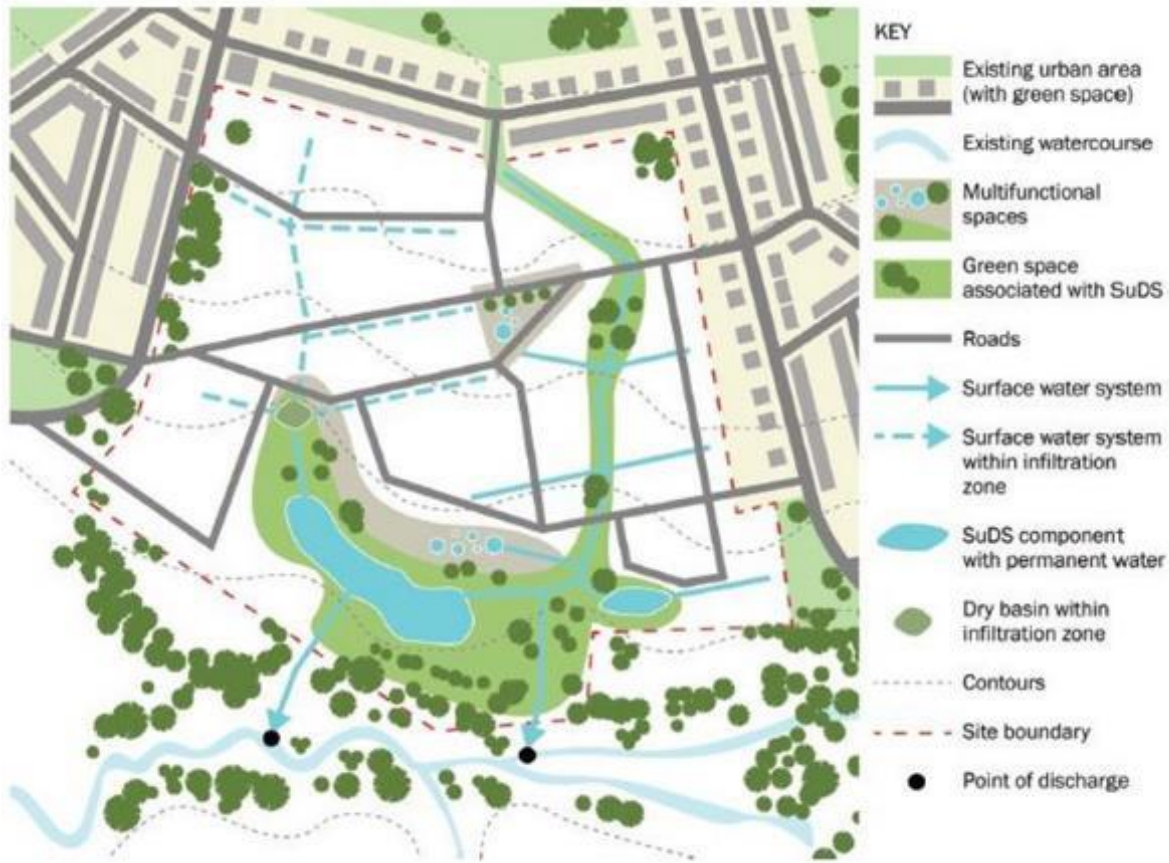 KEY
Existing urban area
(with green space)
Existing watercourse
Multifunctional
spaces
Green space
associated with SuDS
Roads
Surface water system
Surface water system
within infiltration
zone
SuDS component
with permanent water
Dry basin within
infiltration zone
Contours
Site boundary
Point of discharge